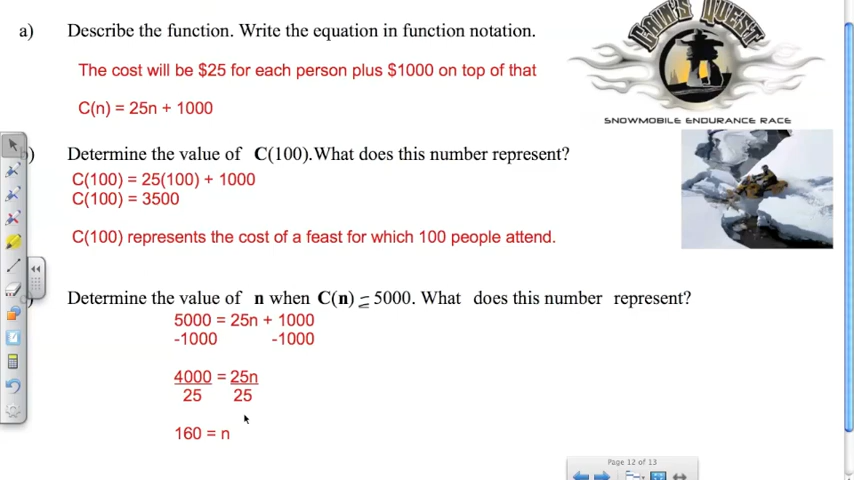 CAIN'S QUEST
a) Describe the function. Write the equation in function notation.
The cost will be $25 for each person plus $1000 on top of that
C(n) = 25n + 1000
SNOWMOBILE ENDURANCE RACE
b) Determine the value of C(100).What does this number represent?
C(100) = 25(100) + 1000
C(100) = 3500
C(100) represents the cost of a feast for which 100 people attend.
c) Determine the value of n when C(n) = 5000. What does this number represent?
5000 = 25n + 1000
-1000 -1000
4000 = 25n
25 25
160 = n
Page 12 of 13